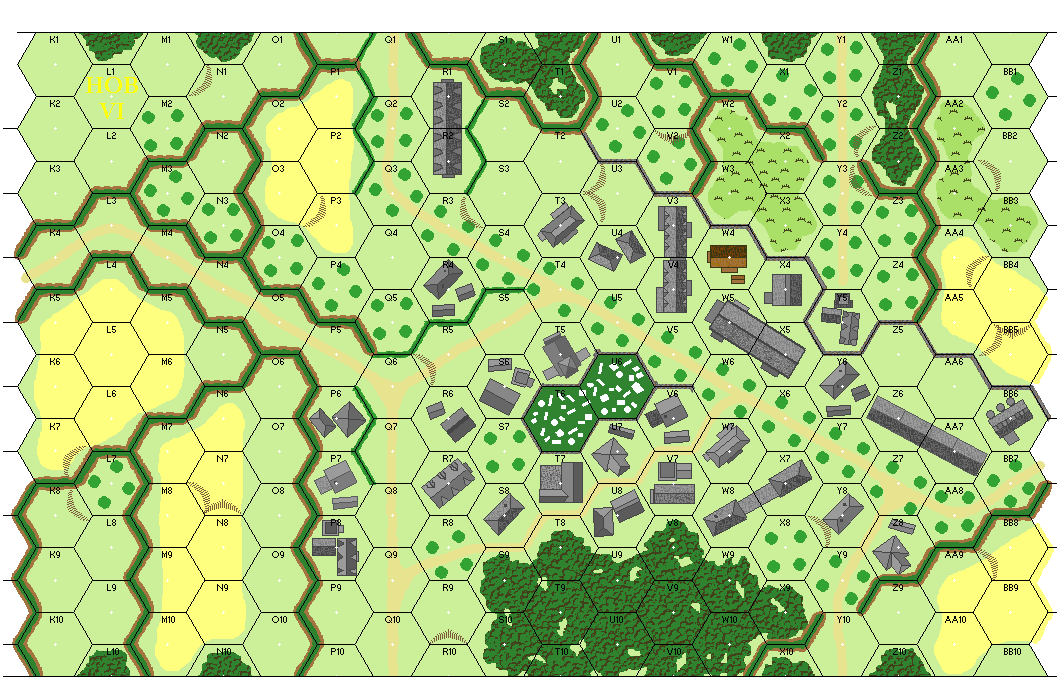 K1 M1 O1 Q1 S1 U1 W1 Y1 AA1
L1 N1 P1 R1 T1 V1 X1 Z1 BB1
HOB
VI
K2 M2 O2 Q2 S2 U2 W2 Y2 AA2
L2 N2 P2 R2 T2 V2 X2 Z2 BB2
K3 M3 O3 Q3 S3 U3 W3 Y3 AA3
L3 N3 P3 R3 T3 V3 X3 Z3 BB3
K4 M4 O4 Q4 S4 U4 W4 Y4 AA4
L4 N4 P4 R4 T4 V4 X4 Z4 BB4
K5 M5 O5 Q5 S5 U5 W5 Y5 AA5
L5 N5 P5 R5 T5 V5 X5 Z5 BB5
K6 M6 O6 Q6 S6 U6 W6 Y6 AA6
L6 N6 P6 R6 T6 V6 X6 Z6 BB6
K7 M7 O7 Q7 S7 U7 W7 Y7 AA7
L7 N7 P7 R7 T7 V7 X7 Z7 BB7
K8 M8 O8 Q8 S8 U8 W8 Y8 AA8
L8 N8 P8 R8 T8 V8 X8 Z8 BB8
K9 M9 O9 Q9 S9 U9 W9 Y9 AA9
L9 N9 P9 R9 T9 V9 X9 Z9 BB9
K10 M10 O10 Q10 S10 U10 W10 Y10 AA10
L10 N10 P10 R10 T10 V10 X10 Z10 BB10